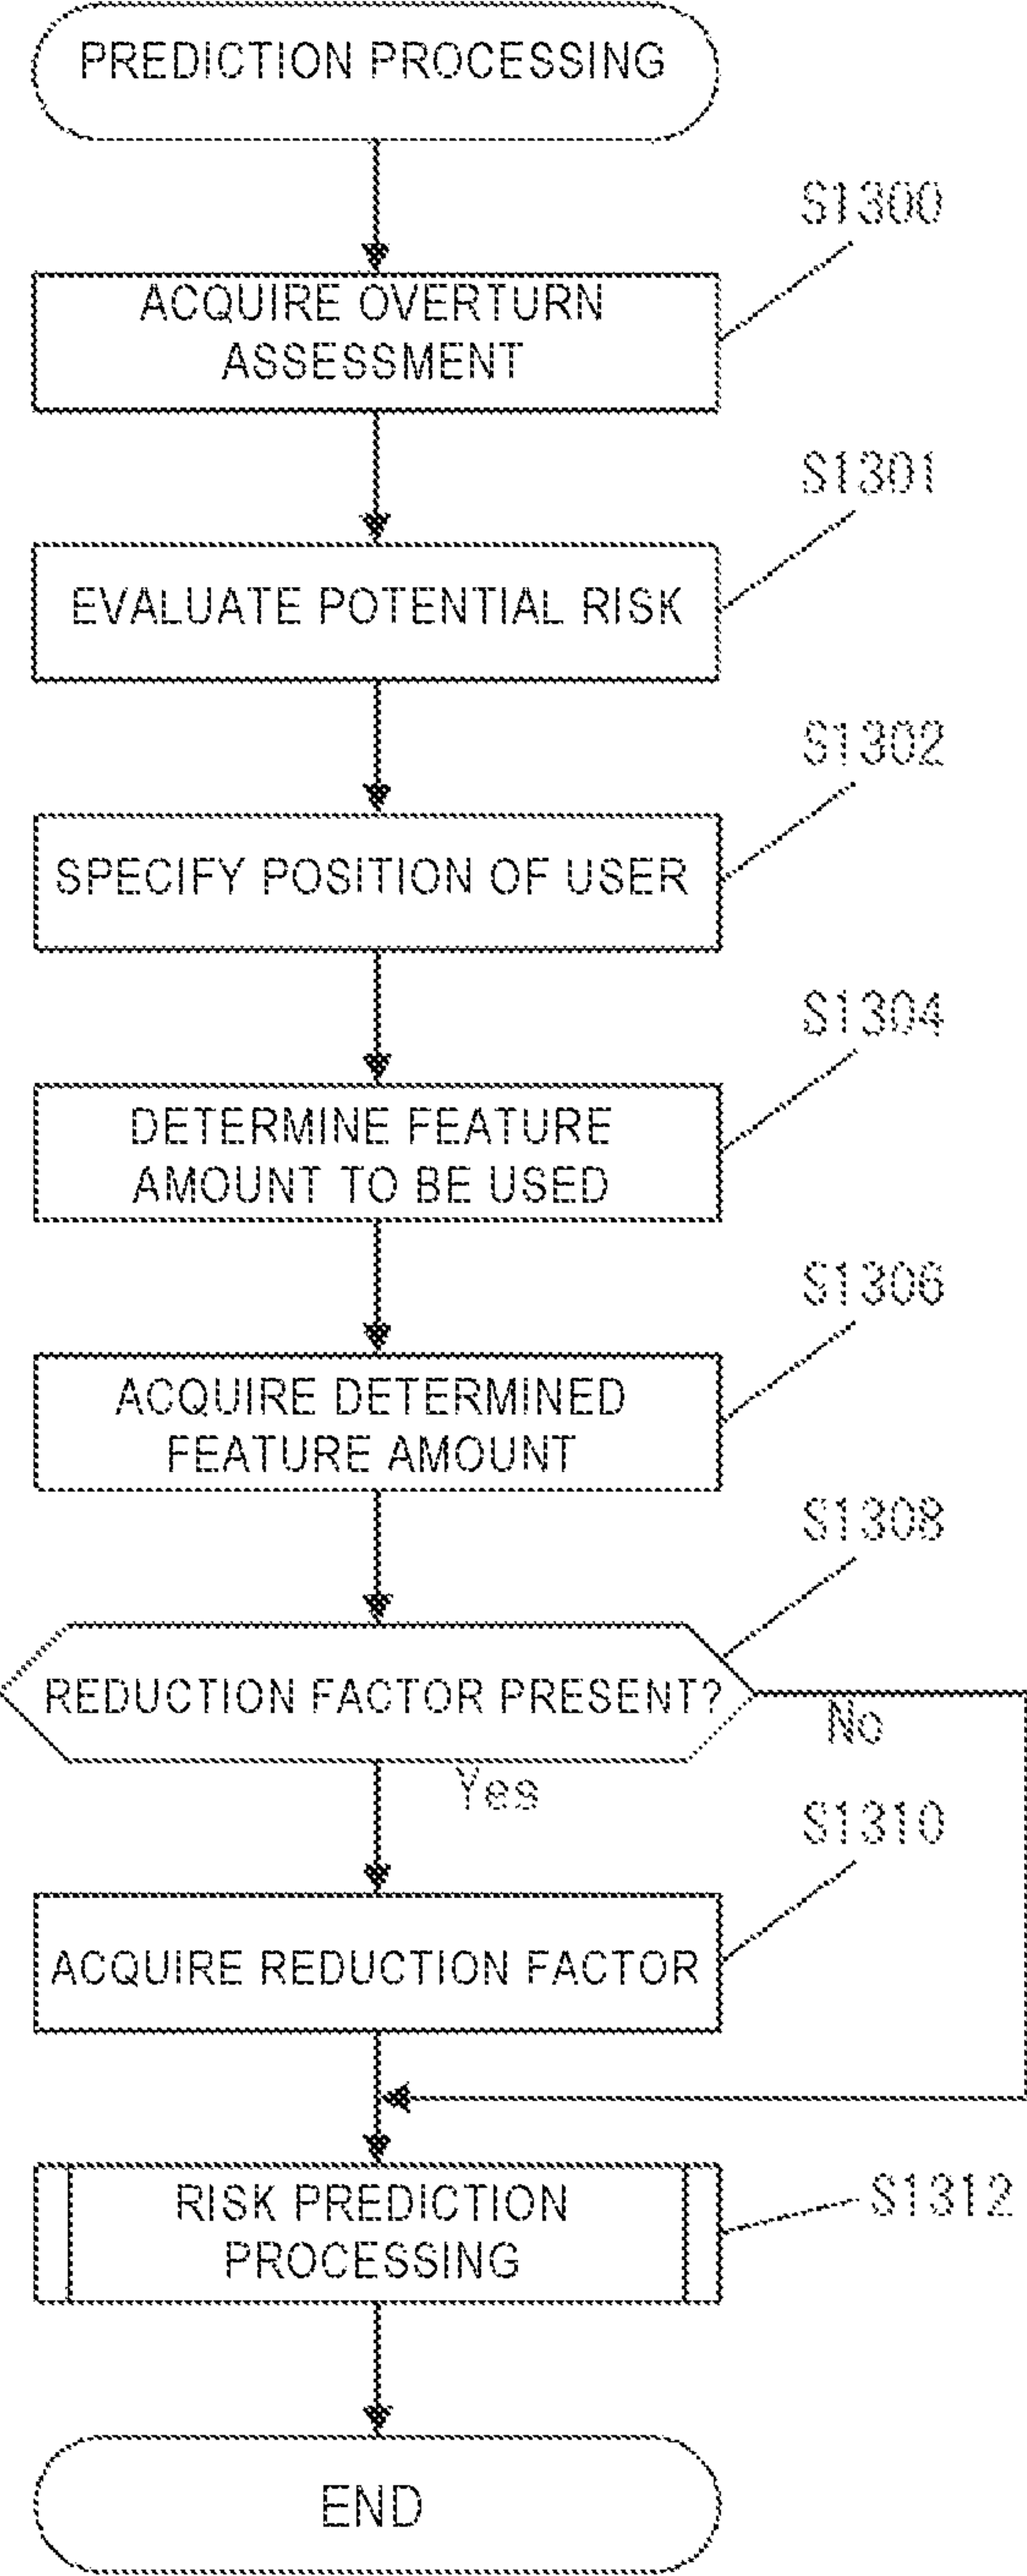 PREDICTION PROCESSING
S1300
ACQUIRE OVERTURN
ASSESSMENT
S1301
EVALUATE POTENTIAL RISK
S1302
SPECIFY POSITION OF USER
S1304
DETERMINE FEATURE
AMOUNT TO BE USED
S1306
ACQUIRE DETERMINED
FEATURE AMOUNT
S1308
REDUCTION FACTOR PRESENT?
No
Yes
S1310
ACQUIRE REDUCTION FACTOR
S1312
RISK PREDICTION
PROCESSING
END